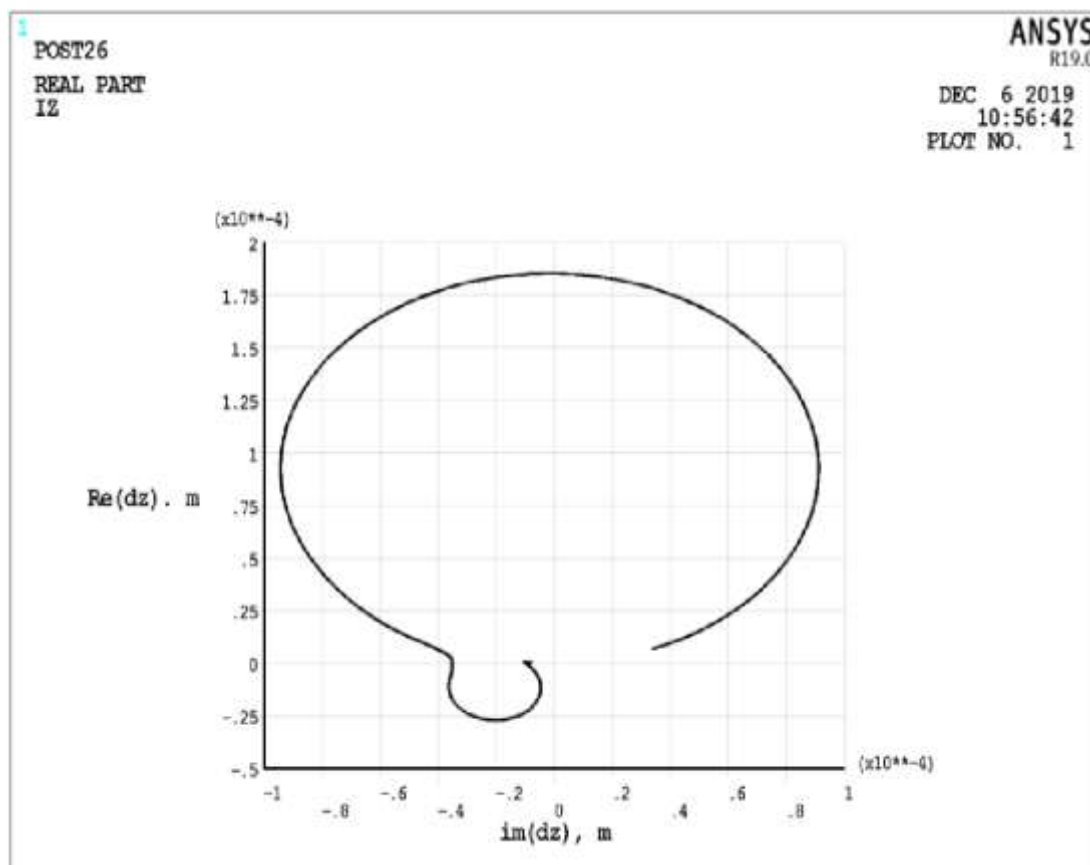 POST26
REAL PART
IZ
ANSYS
R19.0
DEC 6 2019
10:56:42
PLOT NO. 1
(x10**-4)
2
1.75
1.5
1.25
1
.75
.5
.25
0
-.25
-.5
Re(dz). m
(x10**-4)
-1
-.8
-.6
-.4
-.2
0
.2
.4
.6
.8
1
im(dz), m